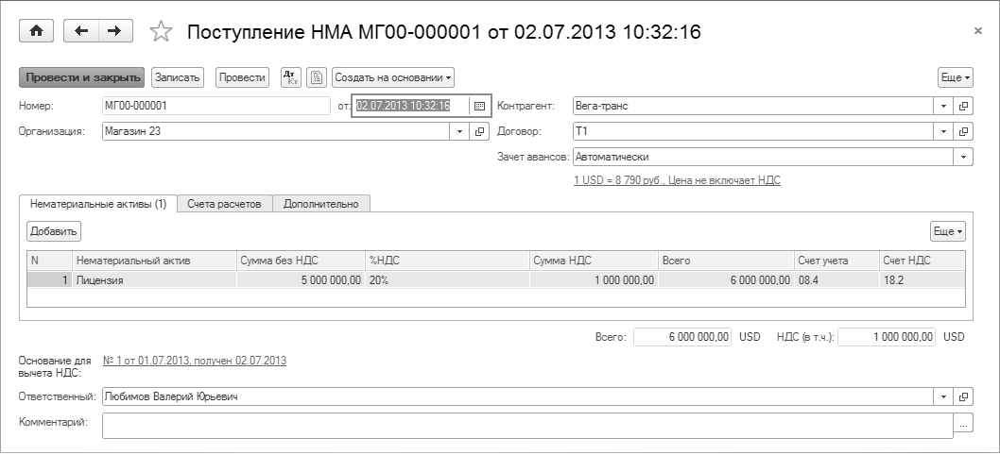 Поступление НМА МГ00-000001 от 02.07.2013 10:32:16
Провести и закрыть Записать Провести Дт Кт Создать на основании Еще
Номер: МГ00-000001 от: 02.07.2013 10:32:16 Контрагент: Вега-транс
Организация: Магазин 23 Договор: Т1
Зачет авансов: Автоматически
1 USD = 8 790 руб., Цена не включает НДС
Нематериальные активы (1) Счета расчетов Дополнительно
Добавить Еще
N Нематериальный актив Сумма без НДС %НДС Сумма НДС Всего Счет учета Счет НДС
1 Лицензия 5 000 000,00 20% 1 000 000,00 6 000 000,00 08.4 18.2
Всего: 6 000 000,00 USD НДС (в т.ч.): 1 000 000,00 USD
Основание для вычета НДС: № 1 от 01.07.2013, получен 02.07.2013
Ответственный: Любимов Валерий Юрьевич
Комментарий: ...